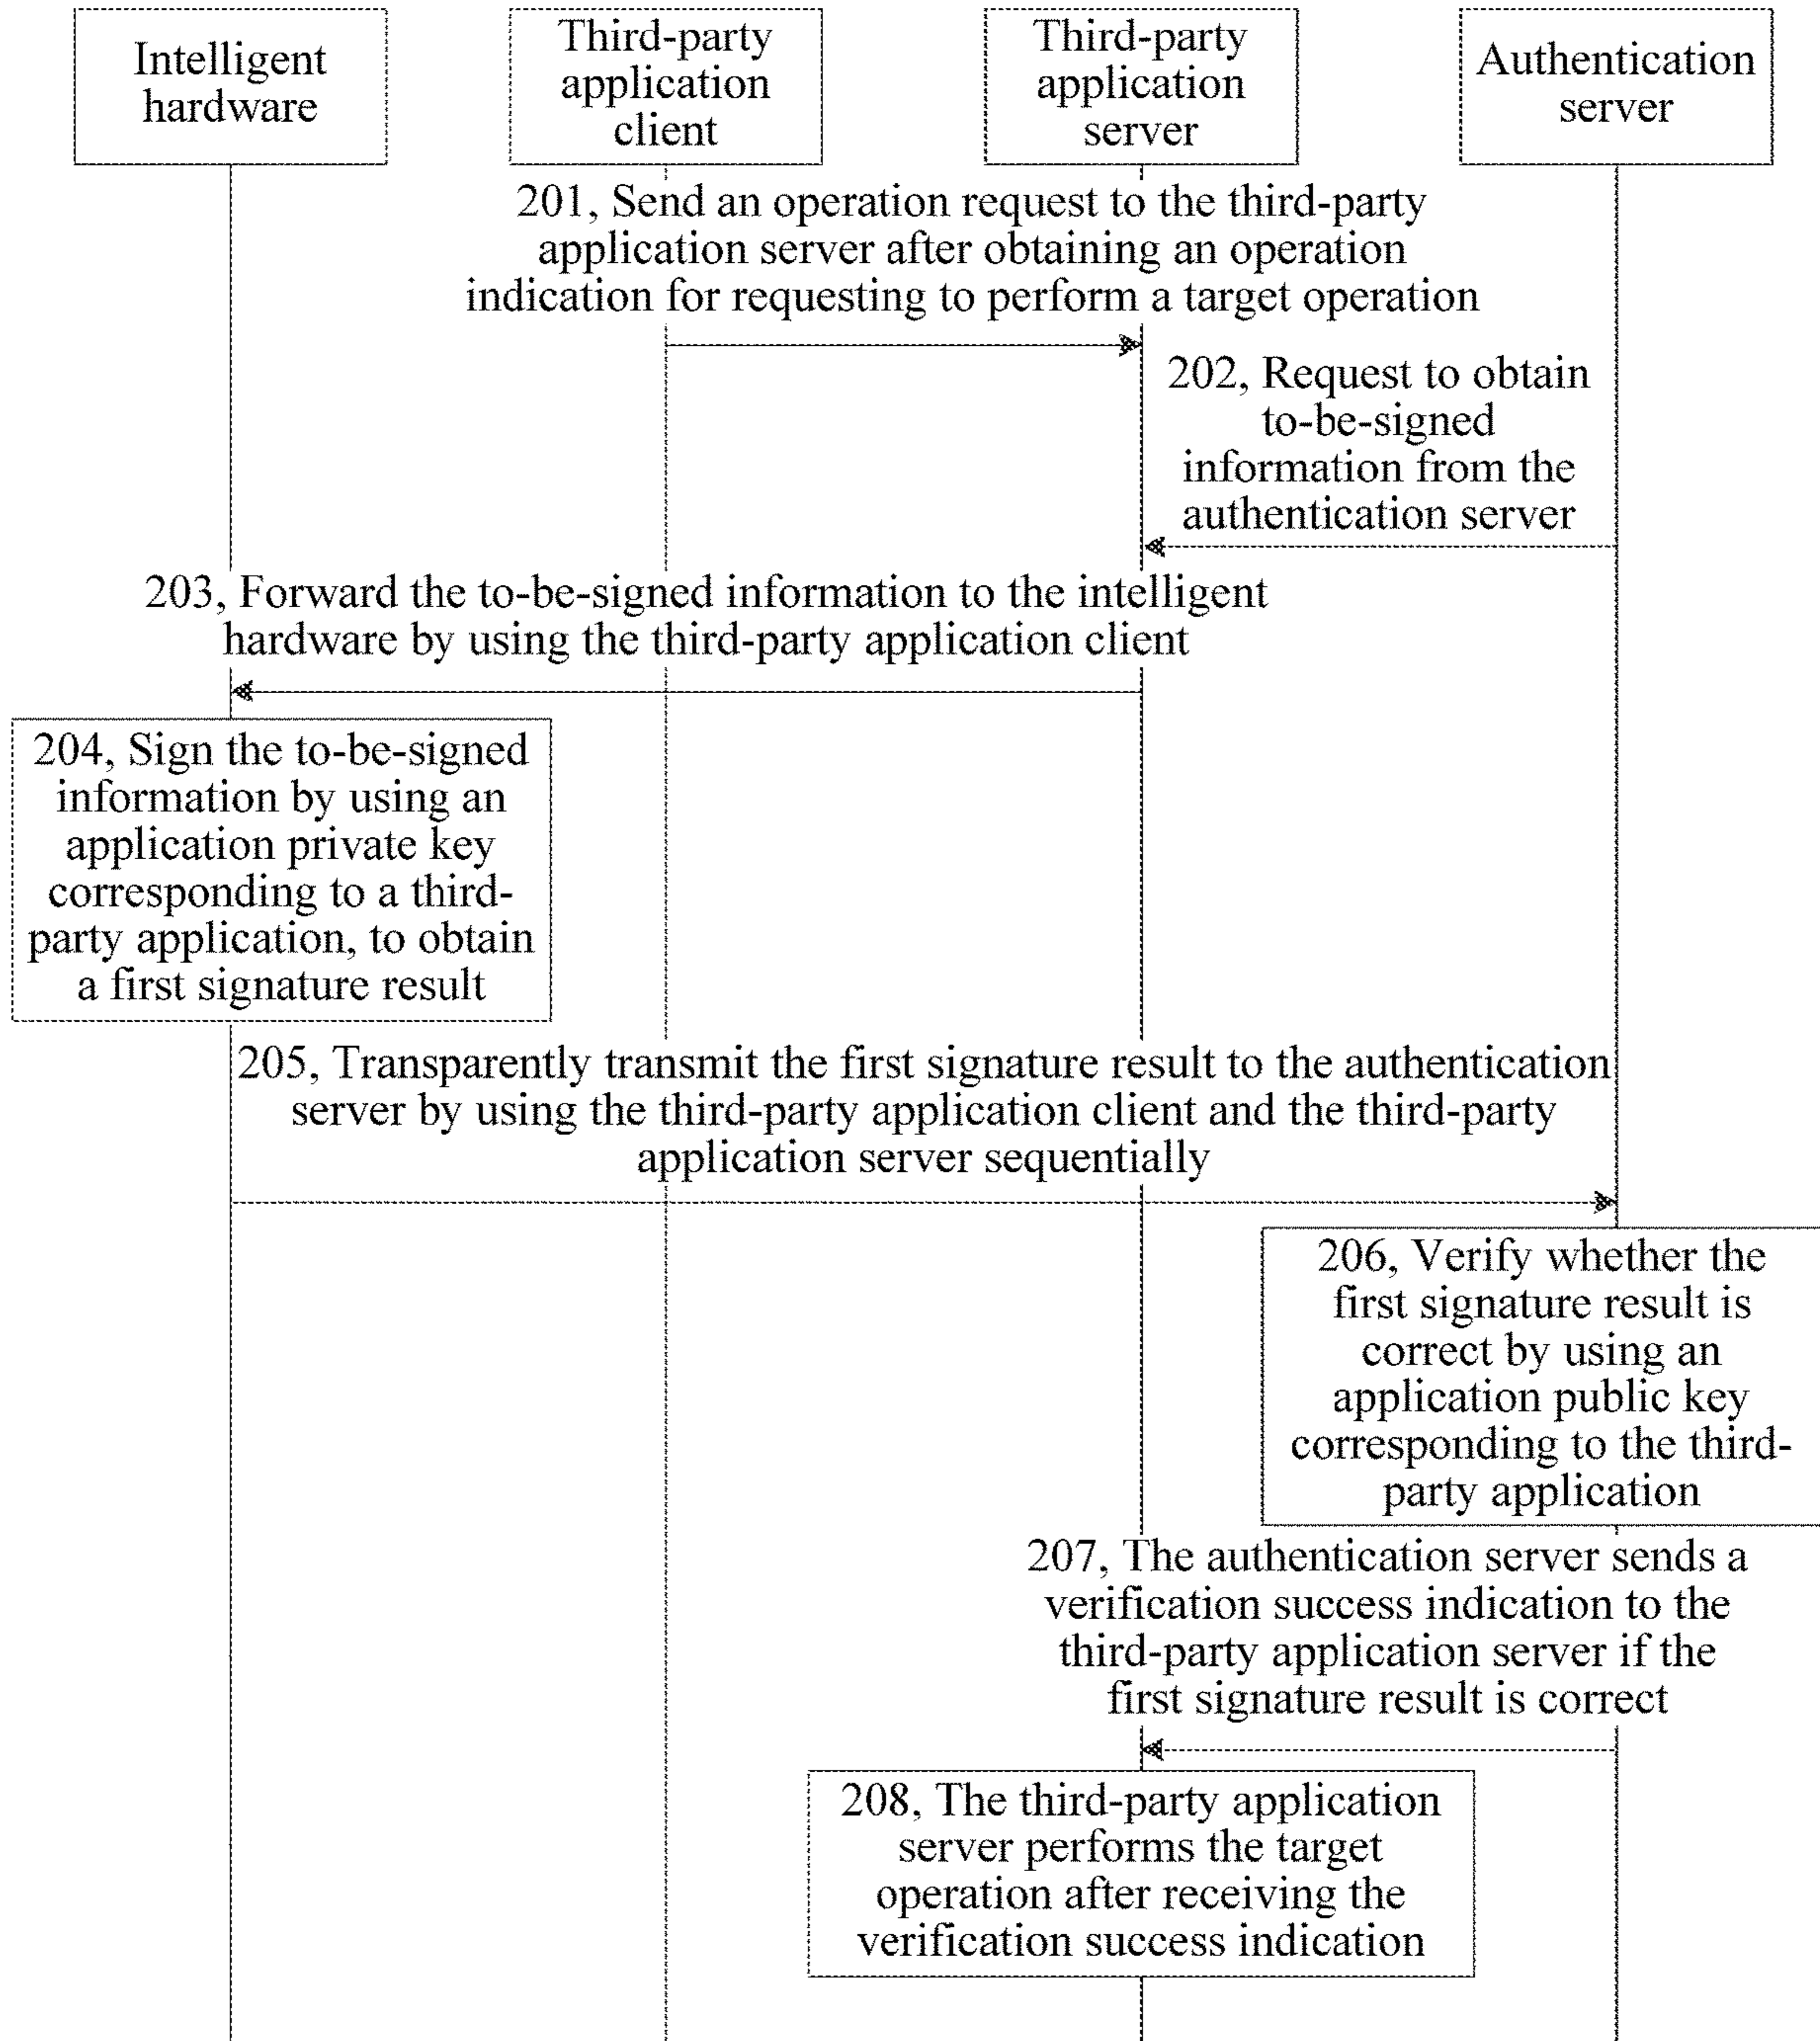 Intelligent
hardware
Third-party
application
client
Third-party
application
server
Authentication
server
201, Send an operation request to the third-party
application server after obtaining an operation
indication for requesting to perform a target operation
202, Request to obtain
to-be-signed
information from the
authentication server
203, Forward the to-be-signed information to the intelligent
hardware by using the third-party application client
204, Sign the to-be-signed
information by using an
application private key
corresponding to a third-
party application, to obtain
a first signature result
205, Transparently transmit the first signature result to the authentication
server by using the third-party application client and the third-party
application server sequentially
206, Verify whether the
first signature result is
correct by using an
application public key
corresponding to the third-
party application
207, The authentication server sends a
verification success indication to the
third-party application server if the
first signature result is correct
208, The third-party application
server performs the target
operation after receiving the
verification success indication